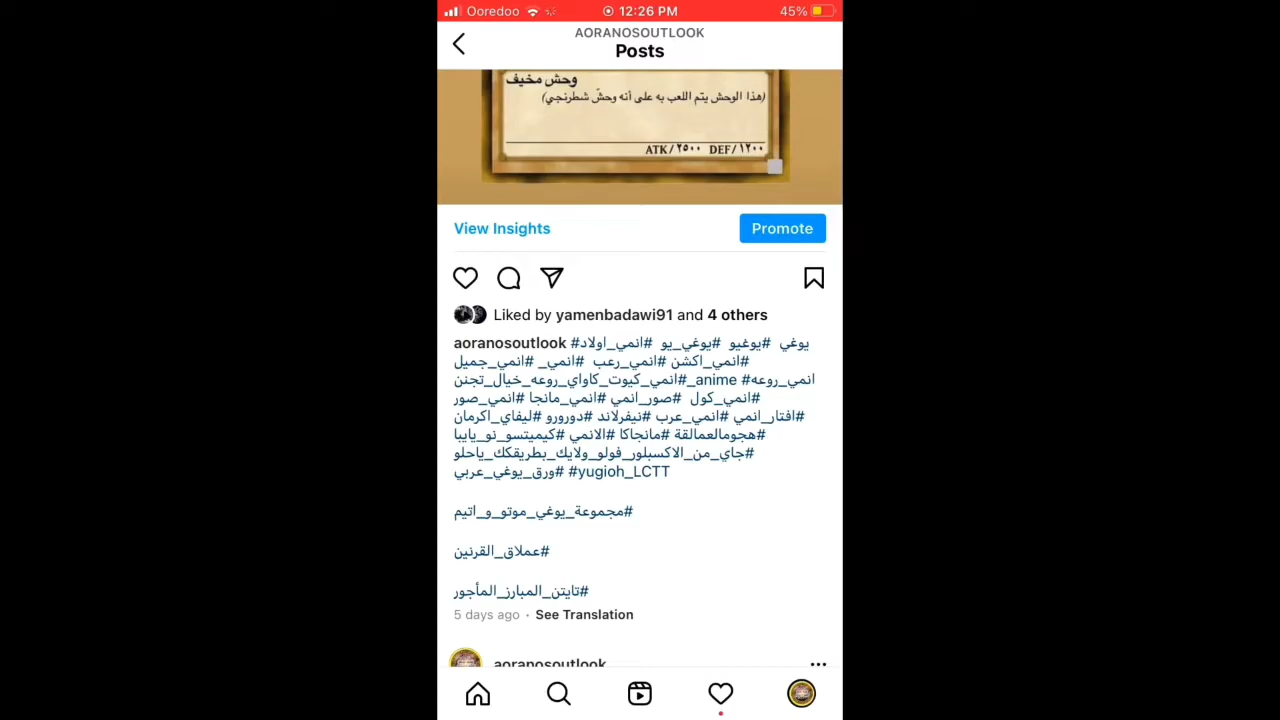 Ooredoo 12:26 PM 45%
AORANOSOUTLOOK
Posts
وحش مخيف
(هذا الوحش يتم اللعب به على أنه وحشّ شطرنجي)
ATK/٢٥٠٠ DEF/١٢٠٠
View Insights Promote
Liked by yamenbadawi91 and 4 others
aoranosoutlook #يوغي #يوغيو #يوغي_يو #انمي_اولاد
#انمي_اكشن #انمي_رعب #انمي_ #انمي_جميل
#انمي_كيوت_كاواي_روعه_خيال_تجنن #_anime #انمي_روعه
#انمي_كول #صور_انمي #انمي_مانجا #انمي_صور
#افتار_انمي #انمي_عرب #نيفرلاند #دورورو #ليفاي_اكرمان
#هجومالعمالقة #مانجاكا #الانمي #كيميتسو_نو_يايبا
#جاي_من_الاكسبلور_فولو_ولايك_بطريقكك_ياحلو
#ورق_يوغي_عربي #yugioh_LCTT
#مجموعة_يوغي_موتو_و_اتيم
#عملاق_القرنين
#تايتن_المبارز_المأجور
5 days ago · See Translation
aoranosoutlook